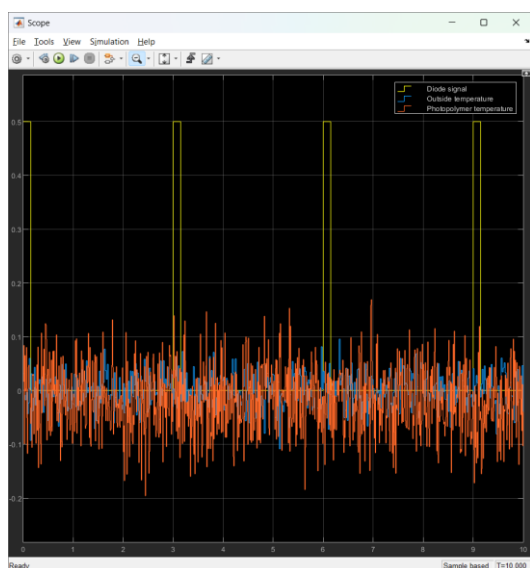 Scope
File Tools View Simulation Help
Diode signal
Outside temperature
Photopolymer temperature
0.5
0.4
0.3
0.2
0.1
0
-0.1
-0.2
0 1 2 3 4 5 6 7 8 9 10
Ready Sample based T=10.000